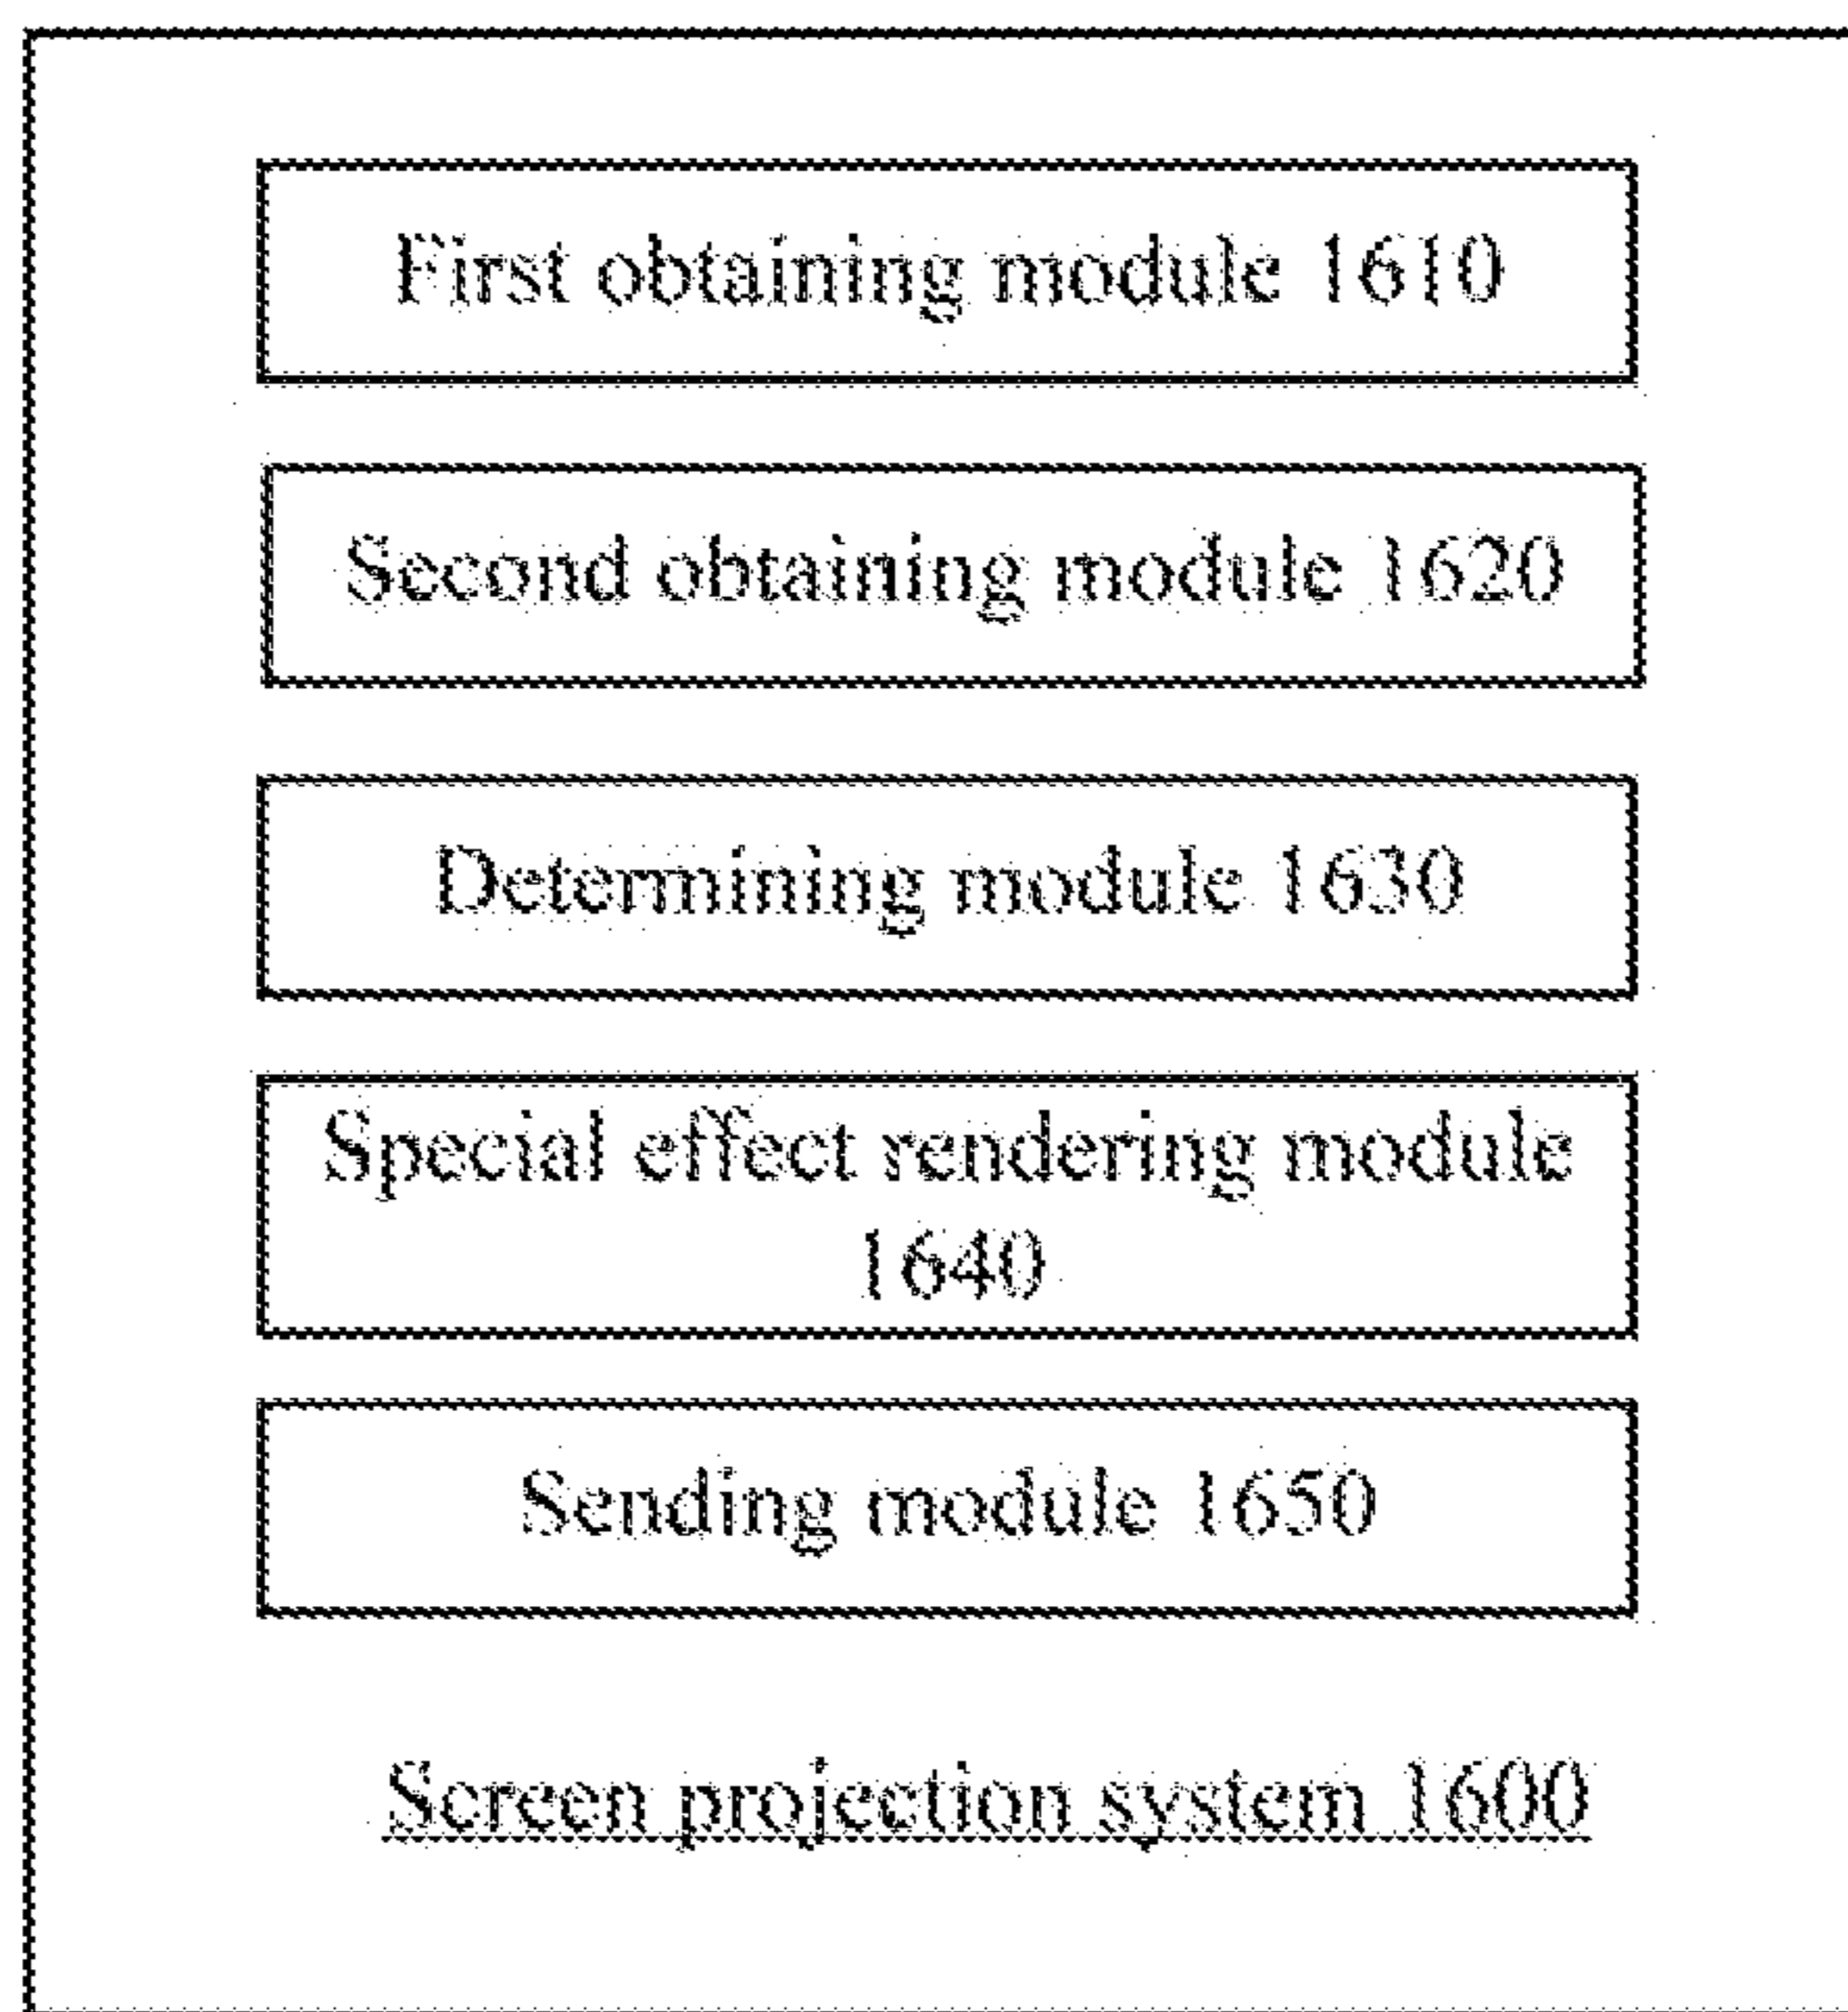 First obtaining module 1610
Second obtaining module 1620
Determining module 1630
Special effect rendering module
1640
Sending module 1650
Screen projection system 1600